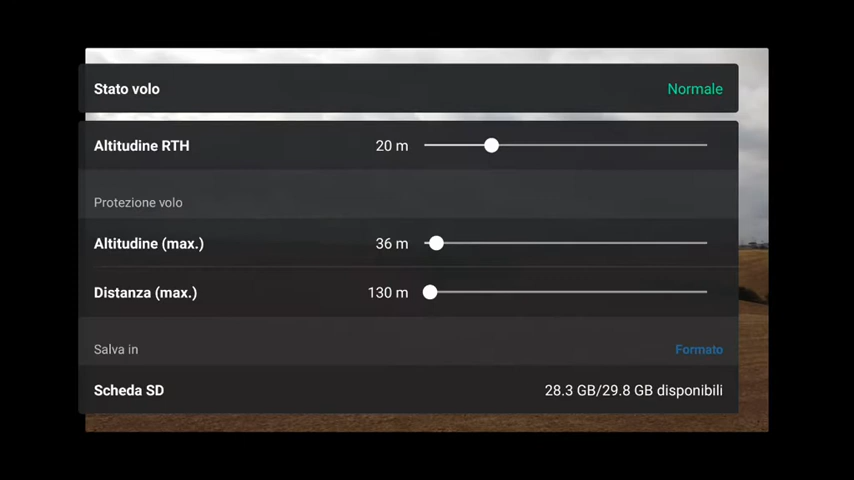 Stato volo Normale
Altitudine RTH 20 m
Protezione volo
Altitudine (max.) 36 m
Distanza (max.) 130 m
Salva in Formato
Scheda SD 28.3 GB/29.8 GB disponibili